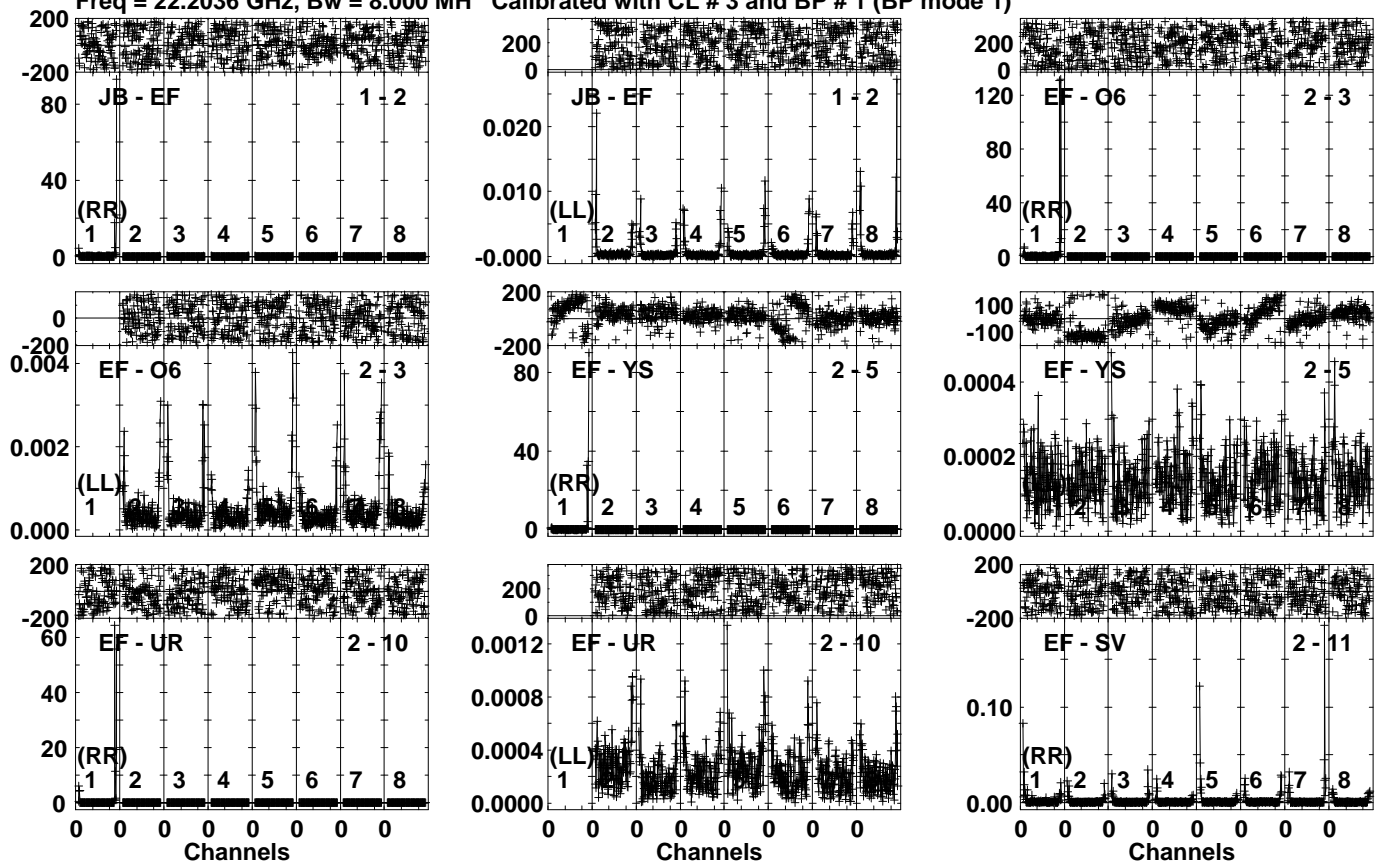 Freq = 22.2036 GHz, Bw = 8.000 MH Calibrated with CL # 3 and BP # 1 (BP mode 1)
200
-200
80
40
0
JB - EF 1 - 2
(RR)
1 2 3 4 5 6 7 8
200
0
0.020
0.010
-0.000
JB - EF 1 - 2
(LL)
1 2 3 4 5 6 7 8
200
0
120
80
40
0
EF - O6 2 - 3
(RR)
1 2 3 4 5 6 7 8
0
-200
0.004
0.002
0.000
EF - O6 2 - 3
(LL)
1
200
0
-200
80
40
0
EF - YS 2 - 5
(RR)
1 2 3 4 5 6 7 8
100
-100
0.0004
0.0002
0.0000
EF - YS 2 - 5
200
-200
60
40
20
0
EF - UR 2 - 10
(RR)
1 2 3 4 5 6 7 8
0 0 0 0 0 0 0 0
Channels
200
0
0.0012
0.0008
0.0004
0.0000
EF - UR 2 - 10
(LL)
1
0 0 0 0 0 0 0 0
Channels
200
-200
0.10
0.00
EF - SV 2 - 11
(RR)
1 2 3 4 5 6 7 8
0 0 0 0 0 0 0 0
Channels